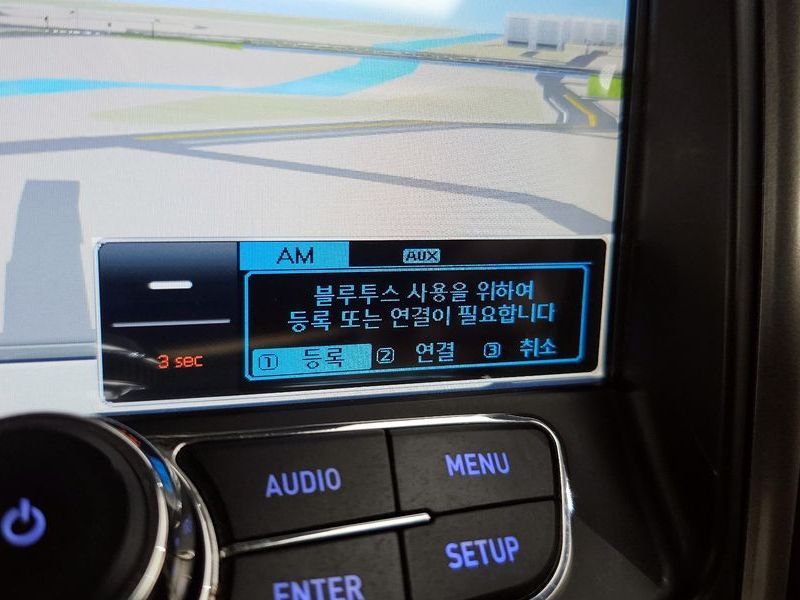 AM AUX
블루투스 사용을 위하여
등록 또는 연결이 필요합니다
1 등록 2 연결 3 취소
3 sec
AUDIO MENU
ENTER SETUP